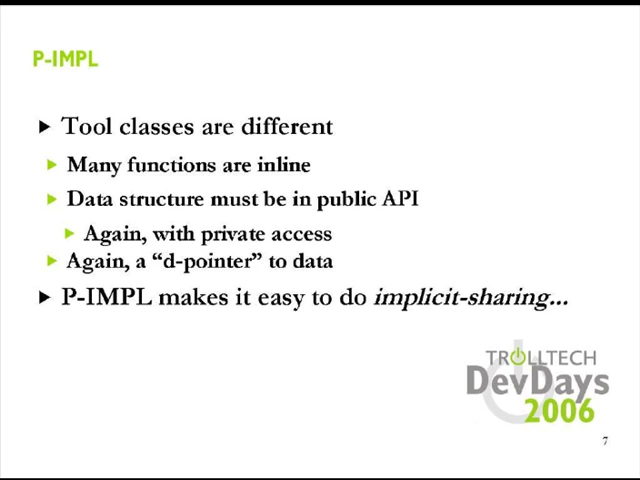 P-IMPL
Tool classes are different
Many functions are inline
Data structure must be in public API
Again, with private access
Again, a “d-pointer” to data
P-IMPL makes it easy to do implicit-sharing...
TROLLTECH
DevDays
2006
7